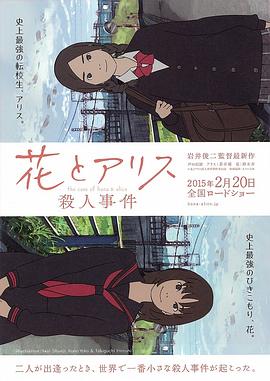 史上最強の転校生、アリス。
花とアリス
the case of hana & alice
殺人事件
岩井俊二監督最新作
2015年2月20日
全国ロードショー
hana-alice.jp
史上最強のひきこもり、花。
二人が出逢ったとき、世界で一番小さな殺人事件が起こった。